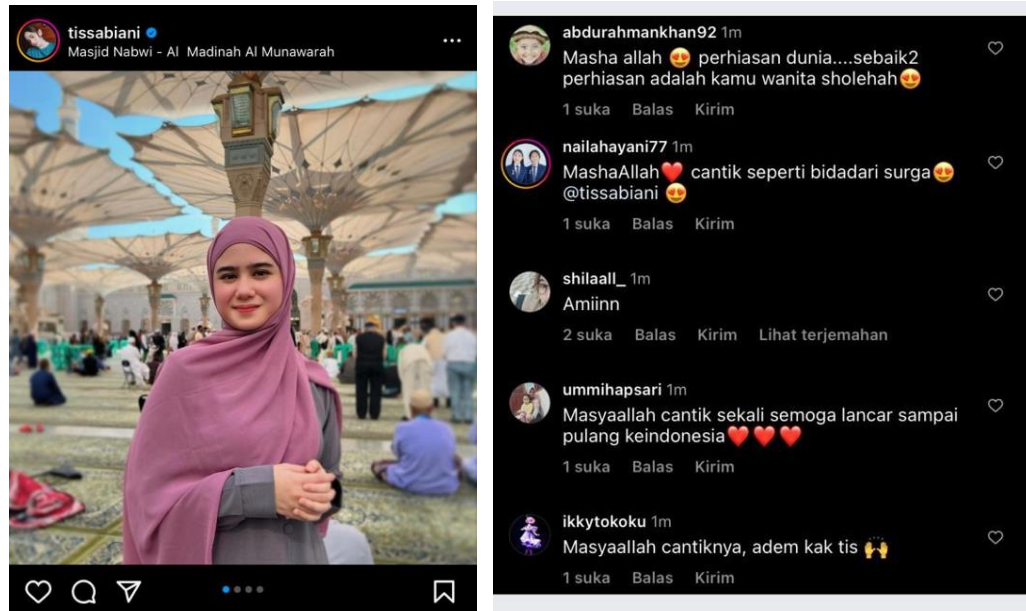 tissabiani
Masjid Nabwi - Al Madinah Al Munawarah
abdurahmankhan92 1m
Masha allah 😍 perhiasan dunia....sebaik2
perhiasan adalah kamu wanita sholehah😍
1 suka Balas Kirim
nailahayani77 1m
MashaAllah❤️ cantik seperti bidadari surga😍
@tissabiani 😍
1 suka Balas Kirim
shilaall_ 1m
Amiinn
2 suka Balas Kirim Lihat terjemahan
ummihapsari 1m
Masyaallah cantik sekali semoga lancar sampai
pulang keindonesia❤️❤️❤️
1 suka Balas Kirim
ikkytokoku 1m
Masyaallah cantiknya, adem kak tis 🙌
1 suka Balas Kirim